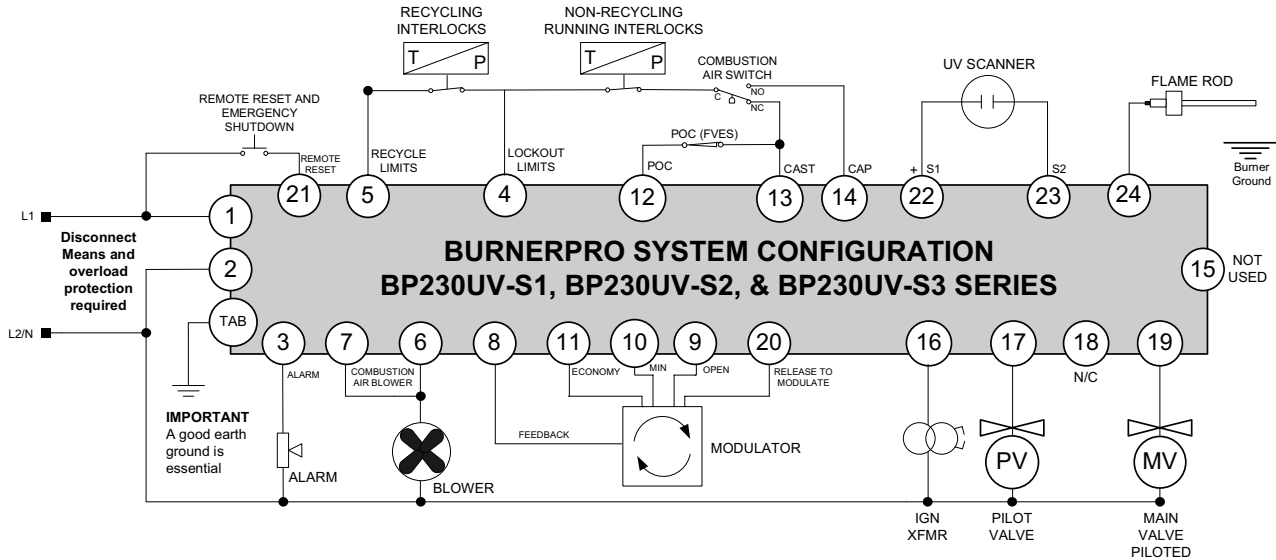 RECYCLING
INTERLOCKS
NON-RECYCLING
RUNNING INTERLOCKS
T P
T P
COMBUSTION
AIR SWITCH
NO
C
NC
UV SCANNER
FLAME ROD
REMOTE RESET AND
EMERGENCY
SHUTDOWN
POC (FVES)
REMOTE
RESET
RECYCLE
LIMITS
LOCKOUT
LIMITS
POC
CAST
CAP
+ S1
S2
Burner
Ground
21
5
4
12
13
14
22
23
24
L1
1
Disconnect
Means and
overload
protection
required
2
BURNERPRO SYSTEM CONFIGURATION
BP230UV-S1, BP230UV-S2, & BP230UV-S3 SERIES
15
NOT
USED
L2/N
TAB
3
7
6
8
11
10
9
20
16
17
18
19
ALARM
COMBUSTION
AIR BLOWER
ECONOMY
MIN
OPEN
RELEASE TO
MODULATE
N/C
IMPORTANT
A good earth
ground is
essential
FEEDBACK
MODULATOR
ALARM
BLOWER
PV
MV
IGN
XFMR
PILOT
VALVE
MAIN
VALVE
PILOTED